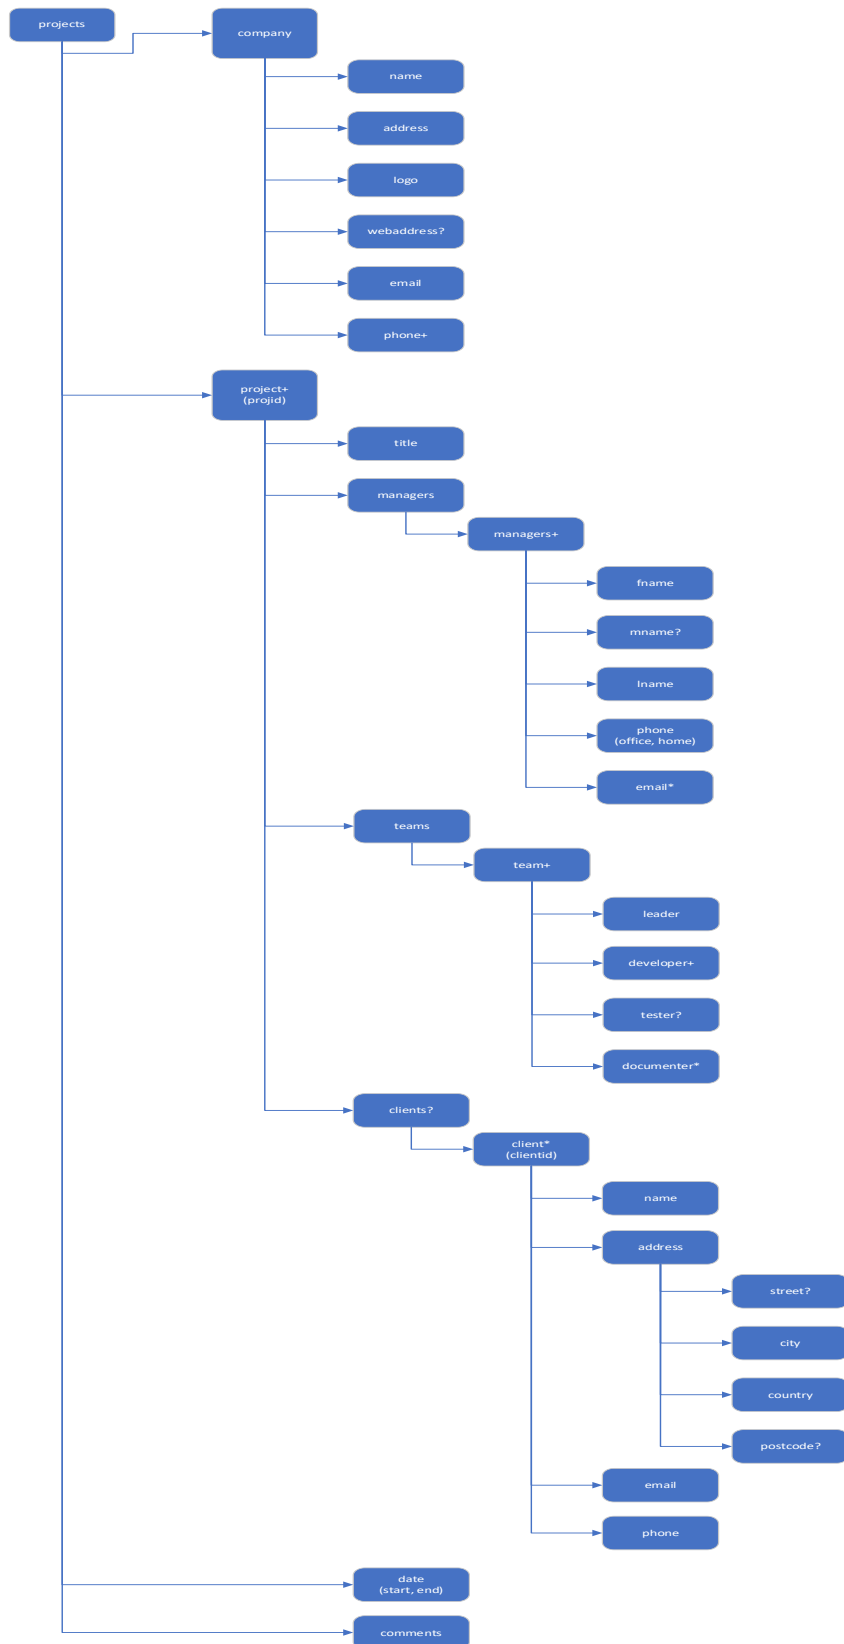 projects
company
name
address
logo
webaddress?
email
phone+
project+
(projid)
title
managers
managers+
fname
mname?
lname
phone
(office, home)
email*
teams
team+
leader
developer+
tester?
documenter*
clients?
client*
(clientid)
name
address
street?
city
country
postcode?
email
phone
date
(start, end)
comments